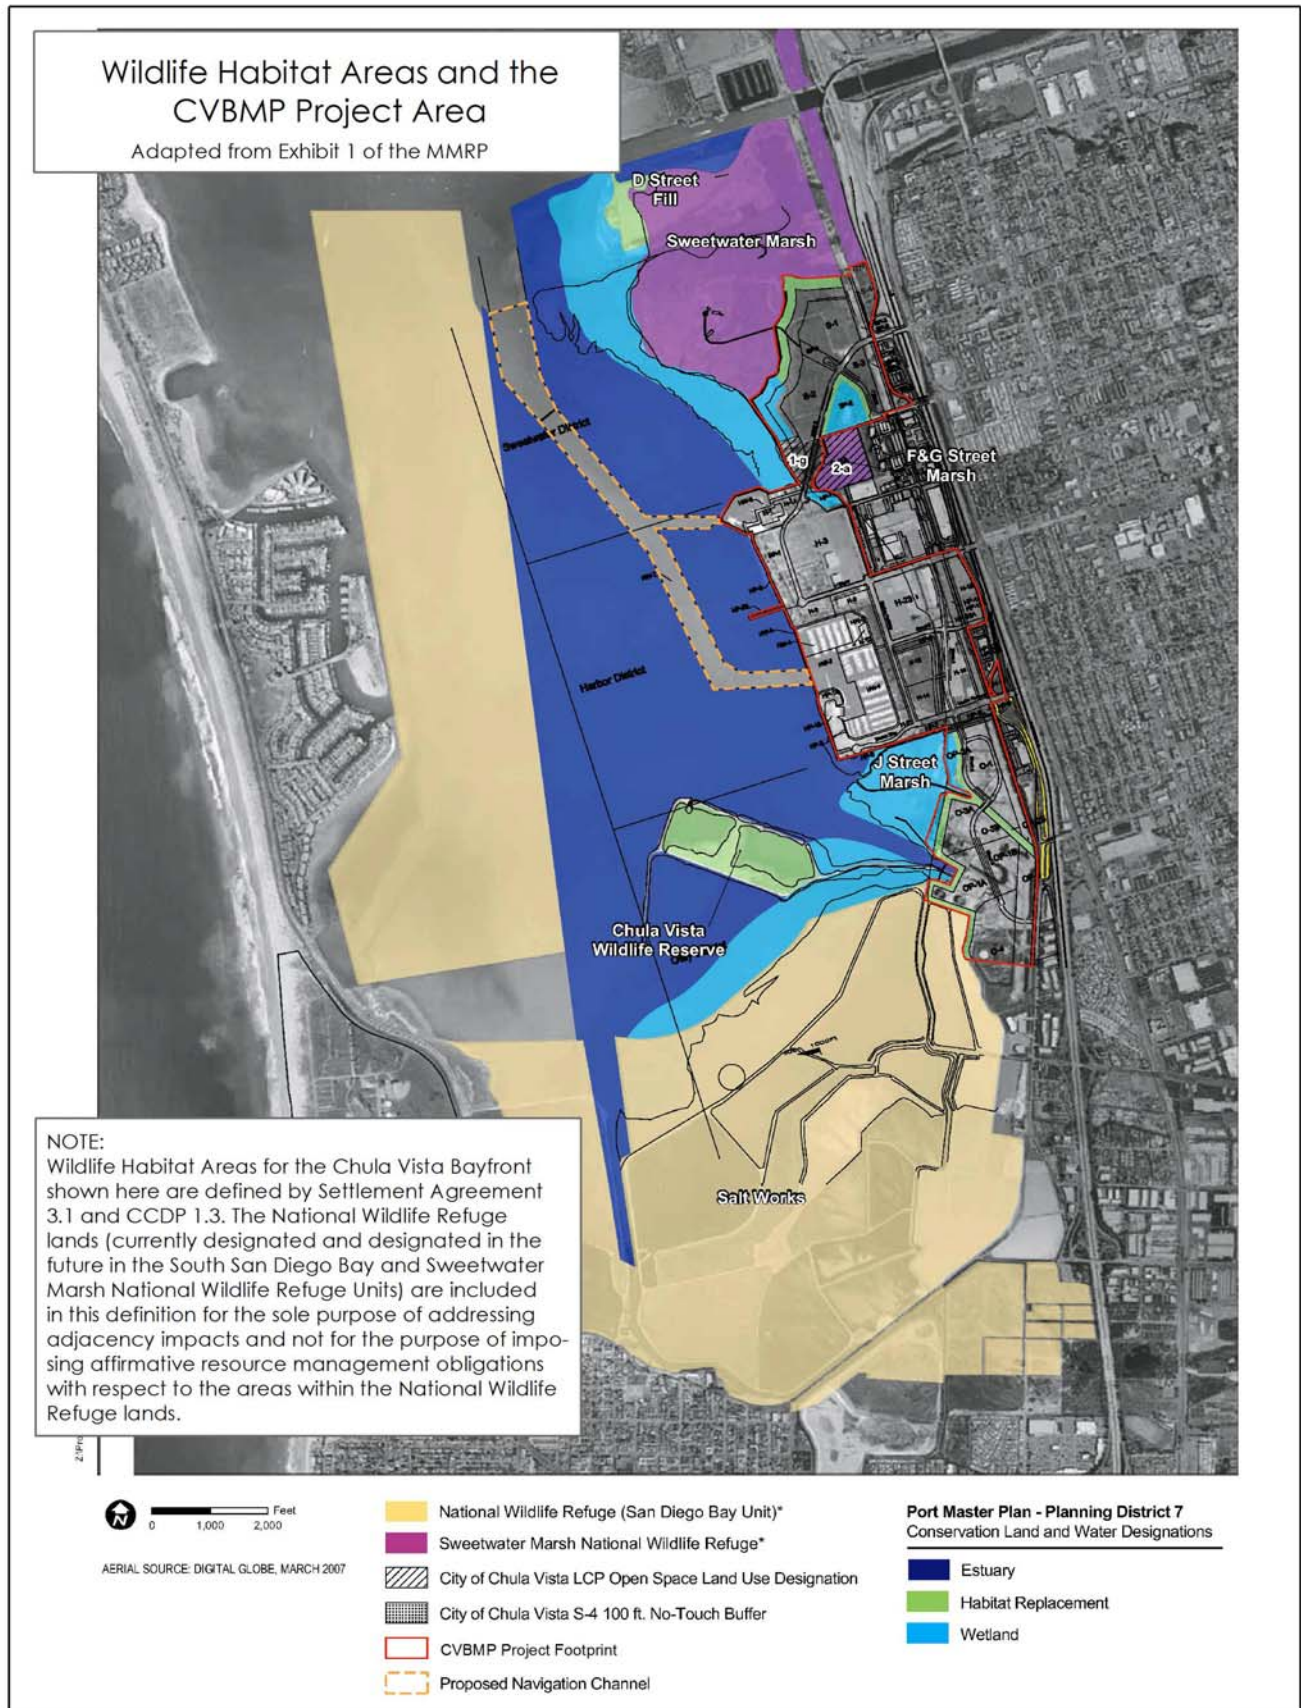 Wildlife Habitat Areas and the
CVBMP Project Area
Adapted from Exhibit 1 of the MMRP
D Street
Fill
Sweetwater Marsh
Sweetwater District
1-g
2-a
F&G Street
Marsh
H-3
H-23
Harbor District
J Street
Marsh
Chula Vista
Wildlife Reserve
Salt Works
NOTE:
Wildlife Habitat Areas for the Chula Vista Bayfront
shown here are defined by Settlement Agreement
3.1 and CCDP 1.3. The National Wildlife Refuge
lands (currently designated and designated in the
future in the South San Diego Bay and Sweetwater
Marsh National Wildlife Refuge Units) are included
in this definition for the sole purpose of addressing
adjacency impacts and not for the purpose of impo-
sing affirmative resource management obligations
with respect to the areas within the National Wildlife
Refuge lands.
N
Feet
0 1,000 2,000
AERIAL SOURCE: DIGITAL GLOBE, MARCH 2007
National Wildlife Refuge (San Diego Bay Unit)*
Sweetwater Marsh National Wildlife Refuge*
City of Chula Vista LCP Open Space Land Use Designation
City of Chula Vista S-4 100 ft. No-Touch Buffer
CVBMP Project Footprint
Proposed Navigation Channel
Port Master Plan - Planning District 7
Conservation Land and Water Designations
Estuary
Habitat Replacement
Wetland